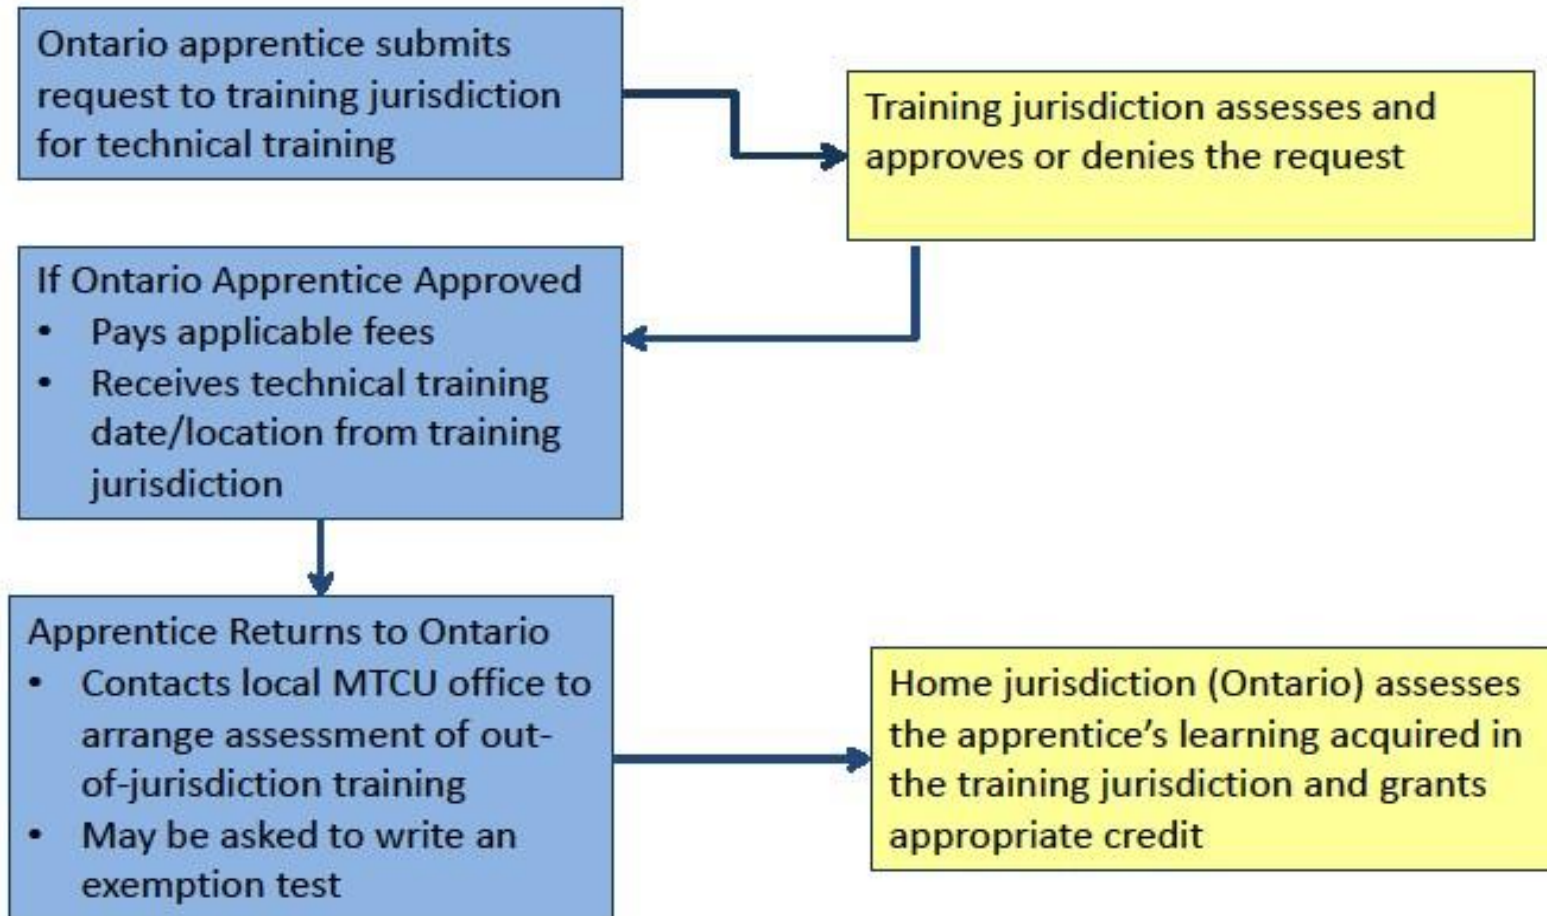 Ontario apprentice submits
request to training jurisdiction
for technical training
Training jurisdiction assesses and
approves or denies the request
If Ontario Apprentice Approved
• Pays applicable fees
• Receives technical training
date/location from training
jurisdiction
Apprentice Returns to Ontario
• Contacts local MTCU office to
arrange assessment of out-
of-jurisdiction training
• May be asked to write an
exemption test
Home jurisdiction (Ontario) assesses
the apprentice’s learning acquired in
the training jurisdiction and grants
appropriate credit